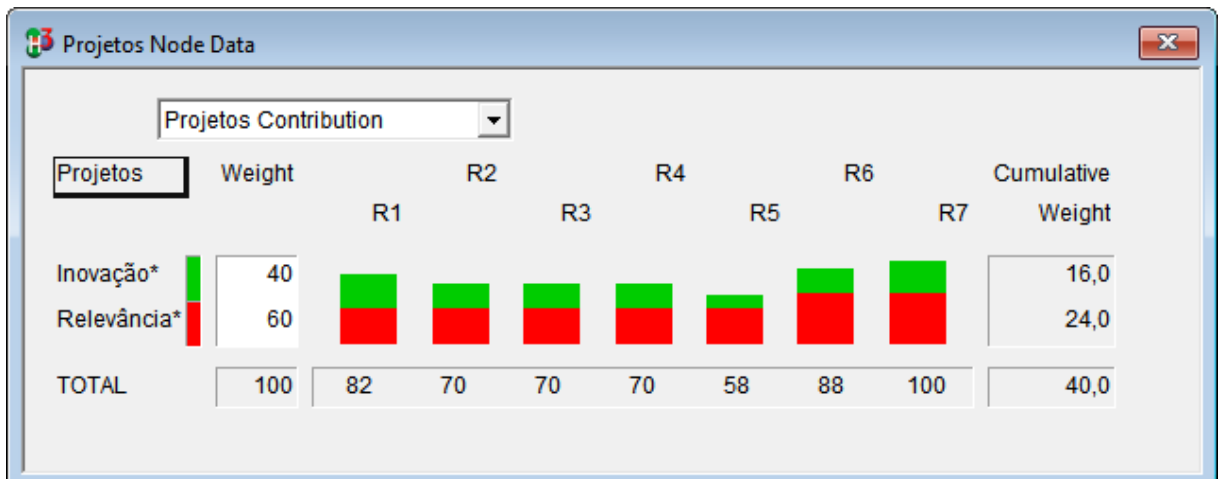 Projetos Node Data
Projetos Contribution
Projetos Weight R2 R4 R6 Cumulative
R1 R3 R5 R7 Weight
Inovação* 40 16,0
Relevância* 60 24,0
TOTAL 100 82 70 70 70 58 88 100 40,0